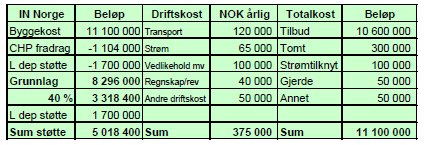 IN Norge Beløp Driftskost NOK årlig Totalkost Beløp
Byggekost 11 100 000 Transport 120 000 Tilbud 10 600 000
CHP fradrag -1 104 000 Strøm 65 000 Tomt 300 000
L dep støtte -1 700 000 Vedlikehold mv 100 000 Strømtilknyt 100 000
Grunnlag 8 296 000 Regnskap/rev 40 000 Gjerde 50 000
40 % 3 318 400 Andre driftskost 50 000 Annet 50 000
L dep støtte 1 700 000
Sum støtte 5 018 400 Sum 375 000 Sum 11 100 000